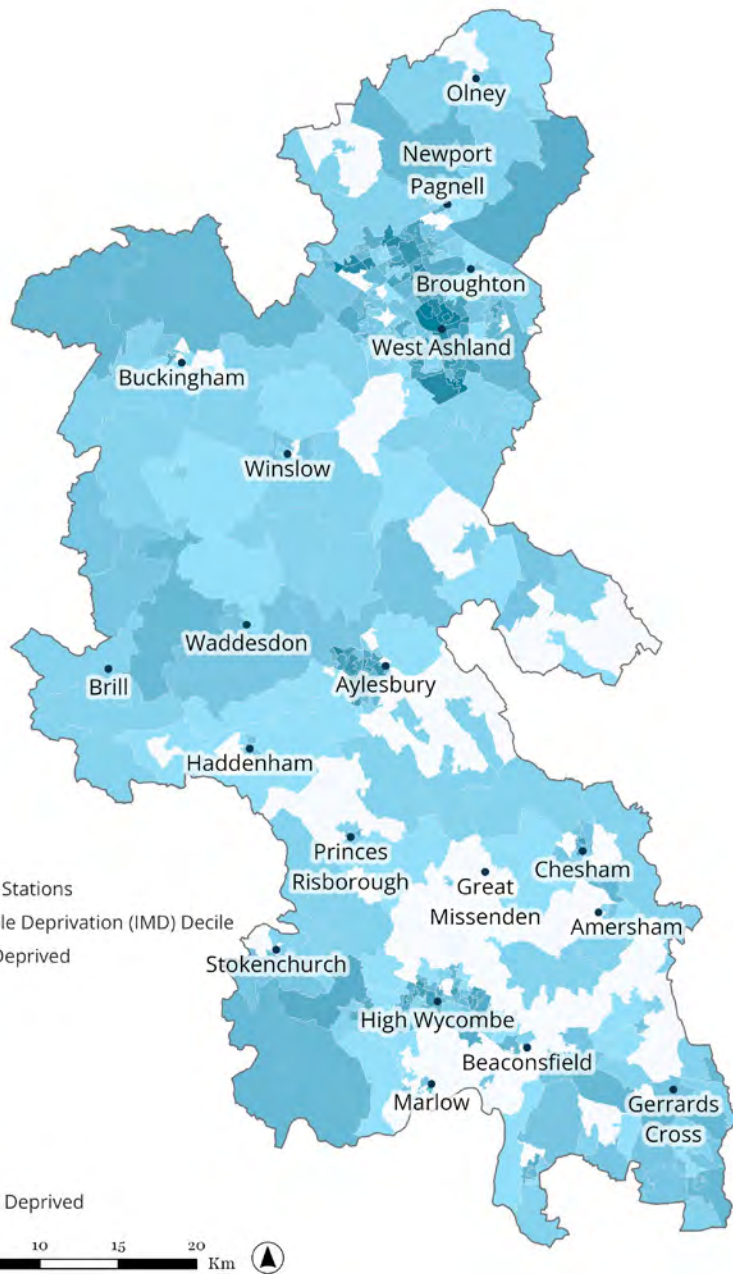 Olney
Newport
Pagnell
Broughton
West Ashland
Buckingham
Winslow
Waddesdon
Brill
Aylesbury
Haddenham
Princes
Risborough
Great
Missenden
Chesham
Amersham
Stations
le Deprivation (IMD) Decile
Deprived
Stokenchurch
High Wycombe
Beaconsfield
Marlow
Gerrards
Cross
Deprived
10 15 20
Km